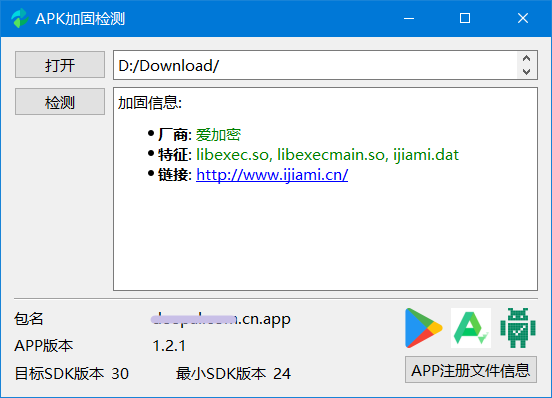 APK加固检测
打开 D:/Download/
检测
加固信息:
厂商: 爱加密
特征: libexec.so, libexecmain.so, ijiami.dat
链接: http://www.ijiami.cn/
包名 .cn.app
APP版本 1.2.1
目标SDK版本 30 最小SDK版本 24
APP注册文件信息